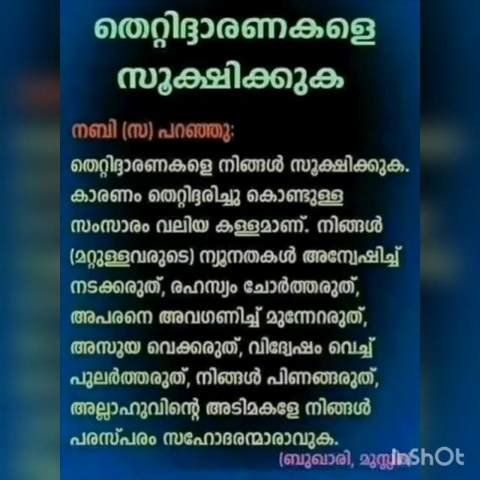 തെറ്റിദ്ദാരണകളെ
സൂക്ഷിക്കുക
നബി (സ) പറഞ്ഞു:
തെറ്റിദ്ദാരണകളെ നിങ്ങൾ സൂക്ഷിക്കുക.
കാരണം തെറ്റിദ്ദരിച്ചു കൊണ്ടുള്ള
സംസാരം വലിയ കള്ളമാണ്. നിങ്ങൾ
(മറ്റുള്ളവരുടെ) ന്യൂനതകൾ അന്വേഷിച്ച്
നടക്കരുത്, രഹസ്യം ചോർത്തരുത്,
അപരനെ അവഗണിച്ച് മുന്നേറരുത്,
അസൂയ വെക്കരുത്, വിദ്വേഷം വെച്ച്
പുലർത്തരുത്, നിങ്ങൾ പിണങ്ങരുത്,
അല്ലാഹുവിന്റെ അടിമകളേ നിങ്ങൾ
പരസ്പരം സഹോദരന്മാരാവുക.
(ബുഖാരി,
InShOt